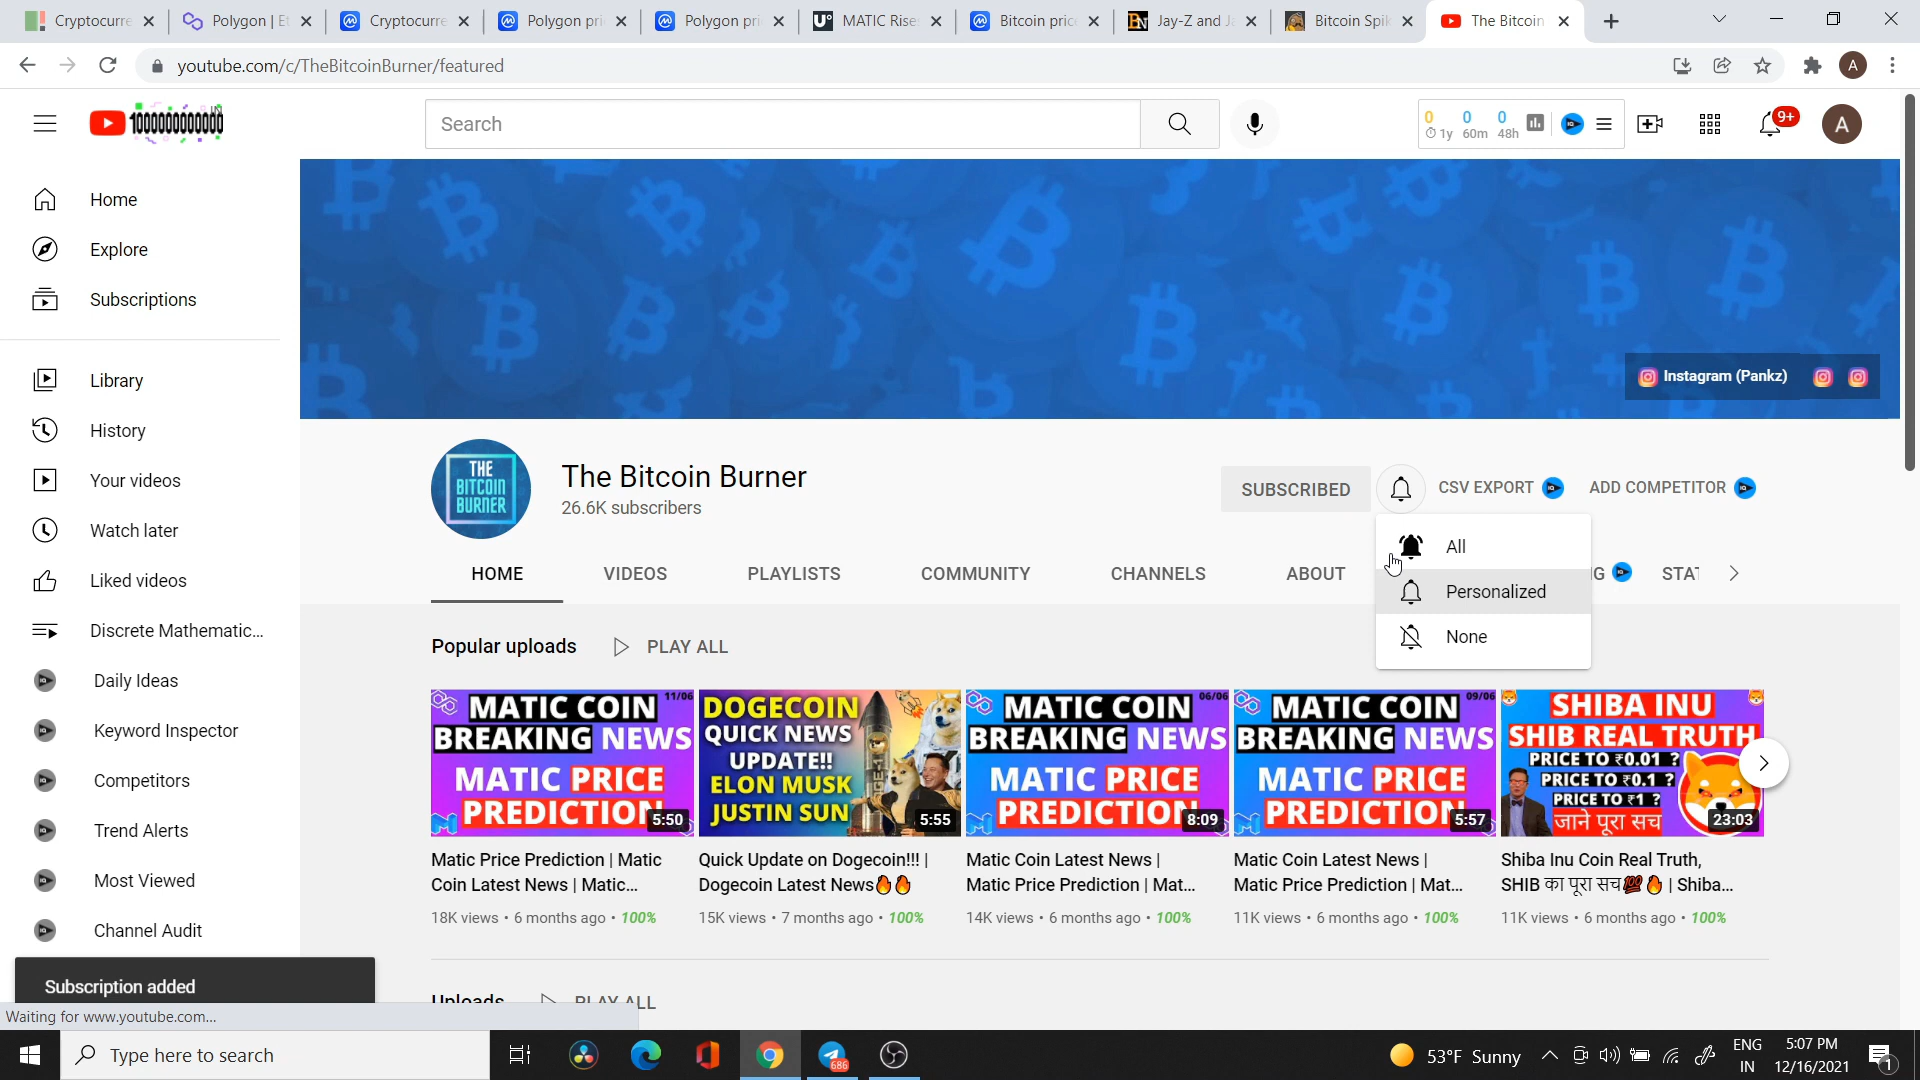 Cryptocurre
Polygon | Et
Cryptocurre
Polygon pri
Polygon pri
MATIC Rise
Bitcoin pric
Jay-Z and J
Bitcoin Spik
The Bitcoin
youtube.com/c/TheBitcoinBurner/featured
A
IN
Search
0 0 0
1y 60m 48h
9+
A
Home
Explore
Subscriptions
Library
History
Your videos
Watch later
Liked videos
Discrete Mathematic...
Daily Ideas
Keyword Inspector
Competitors
Trend Alerts
Most Viewed
Channel Audit
Subscription added
Waiting for www.youtube.com...
Instagram (Pankz)
THE
BITCOIN
BURNER
The Bitcoin Burner
26.6K subscribers
SUBSCRIBED
CSV EXPORT
ADD COMPETITOR
All
Personalized
None
HOME VIDEOS PLAYLISTS COMMUNITY CHANNELS ABOUT G STAT
Popular uploads PLAY ALL
MATIC COIN 11/06
BREAKING NEWS
MATIC PRICE
PREDICTION
5:50
Matic Price Prediction | Matic
Coin Latest News | Matic...
18K views • 6 months ago • 100%
DOGECOIN
QUICK NEWS
UPDATE!!
ELON MUSK
JUSTIN SUN
5:55
Quick Update on Dogecoin!!! |
Dogecoin Latest News🔥🔥
15K views • 7 months ago • 100%
MATIC COIN 06/06
BREAKING NEWS
MATIC PRICE
PREDICTION
8:09
Matic Coin Latest News |
Matic Price Prediction | Mat...
14K views • 6 months ago • 100%
MATIC COIN 09/06
BREAKING NEWS
MATIC PRICE
PREDICTION
5:57
Matic Coin Latest News |
Matic Price Prediction | Mat...
11K views • 6 months ago • 100%
SHIBA INU
SHIB REAL TRUTH
PRICE TO ₹0.01 ?
PRICE TO ₹0.1 ?
PRICE TO ₹1 ?
जाने पूरा सच
23:03
Shiba Inu Coin Real Truth,
SHIB का पूरा सच💯🔥 | Shiba...
11K views • 6 months ago • 100%
Uploads PLAY ALL
Type here to search
686
53°F Sunny
ENG
IN
5:07 PM
12/16/2021
1